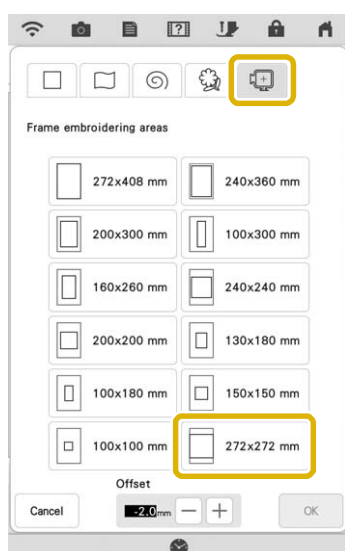 Frame embroidering areas
272x408 mm 240x360 mm
200x300 mm 100x300 mm
160x260 mm 240x240 mm
200x200 mm 130x180 mm
100x180 mm 150x150 mm
100x100 mm 272x272 mm
Offset
Cancel -2.0mm − + OK